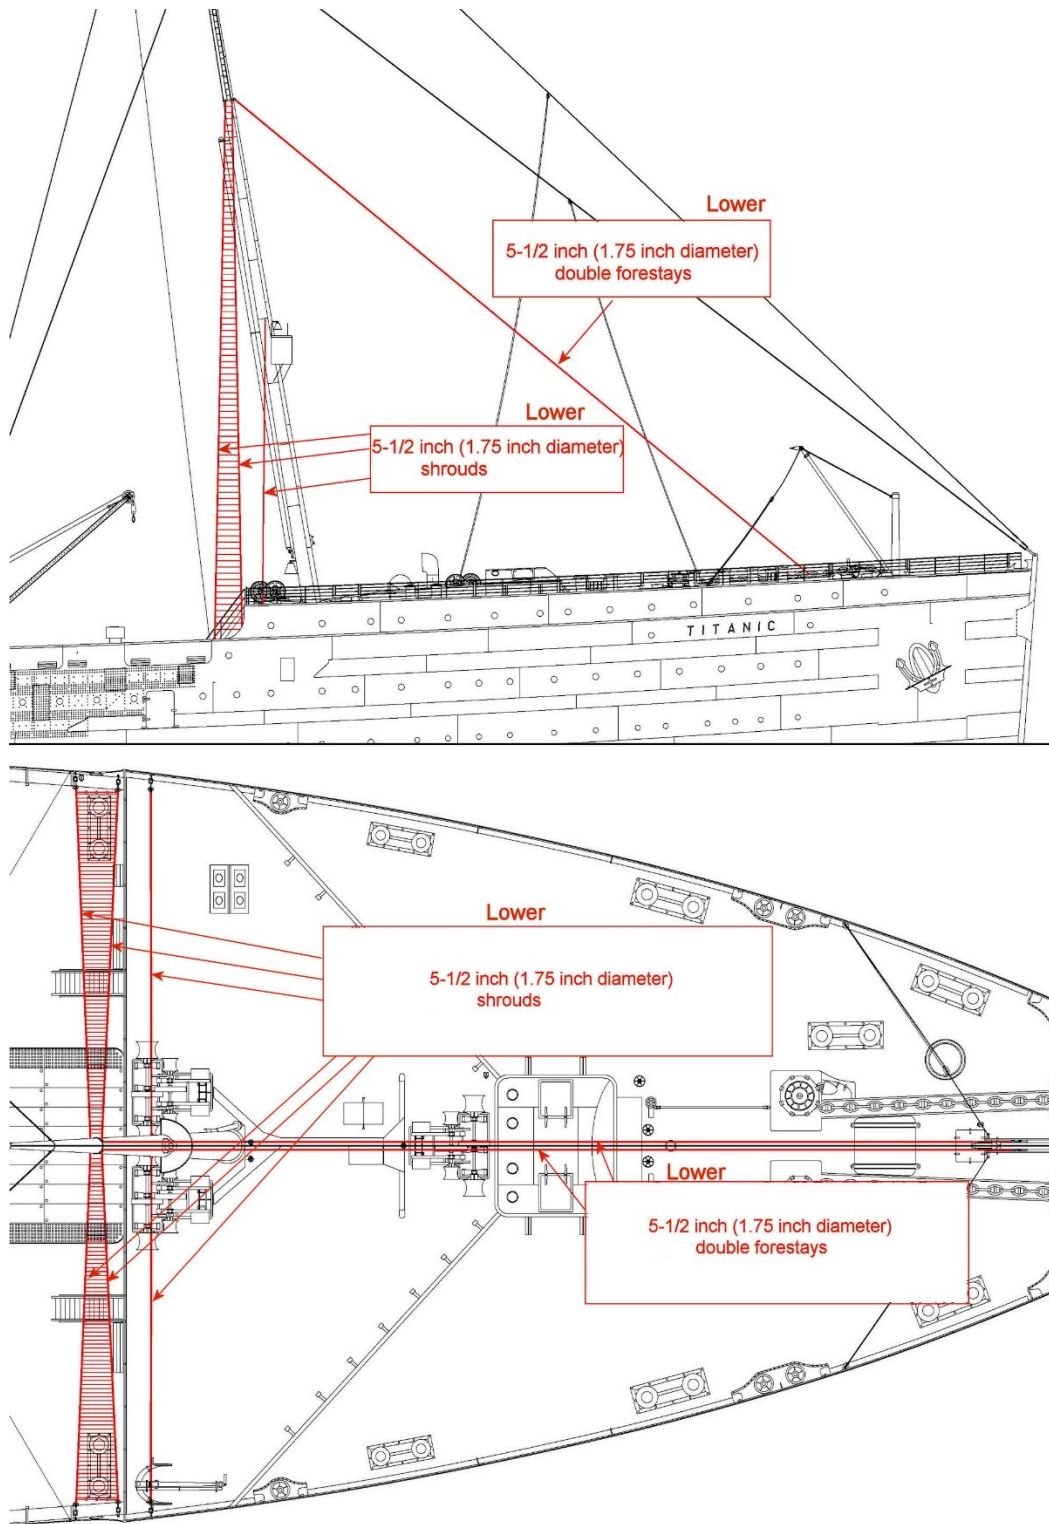 Lower
5-1/2 inch (1.75 inch diameter)
double forestays
Lower
5-1/2 inch (1.75 inch diameter)
shrouds
TITANIC
Lower
5-1/2 inch (1.75 inch diameter)
shrouds
Lower
5-1/2 inch (1.75 inch diameter)
double forestays